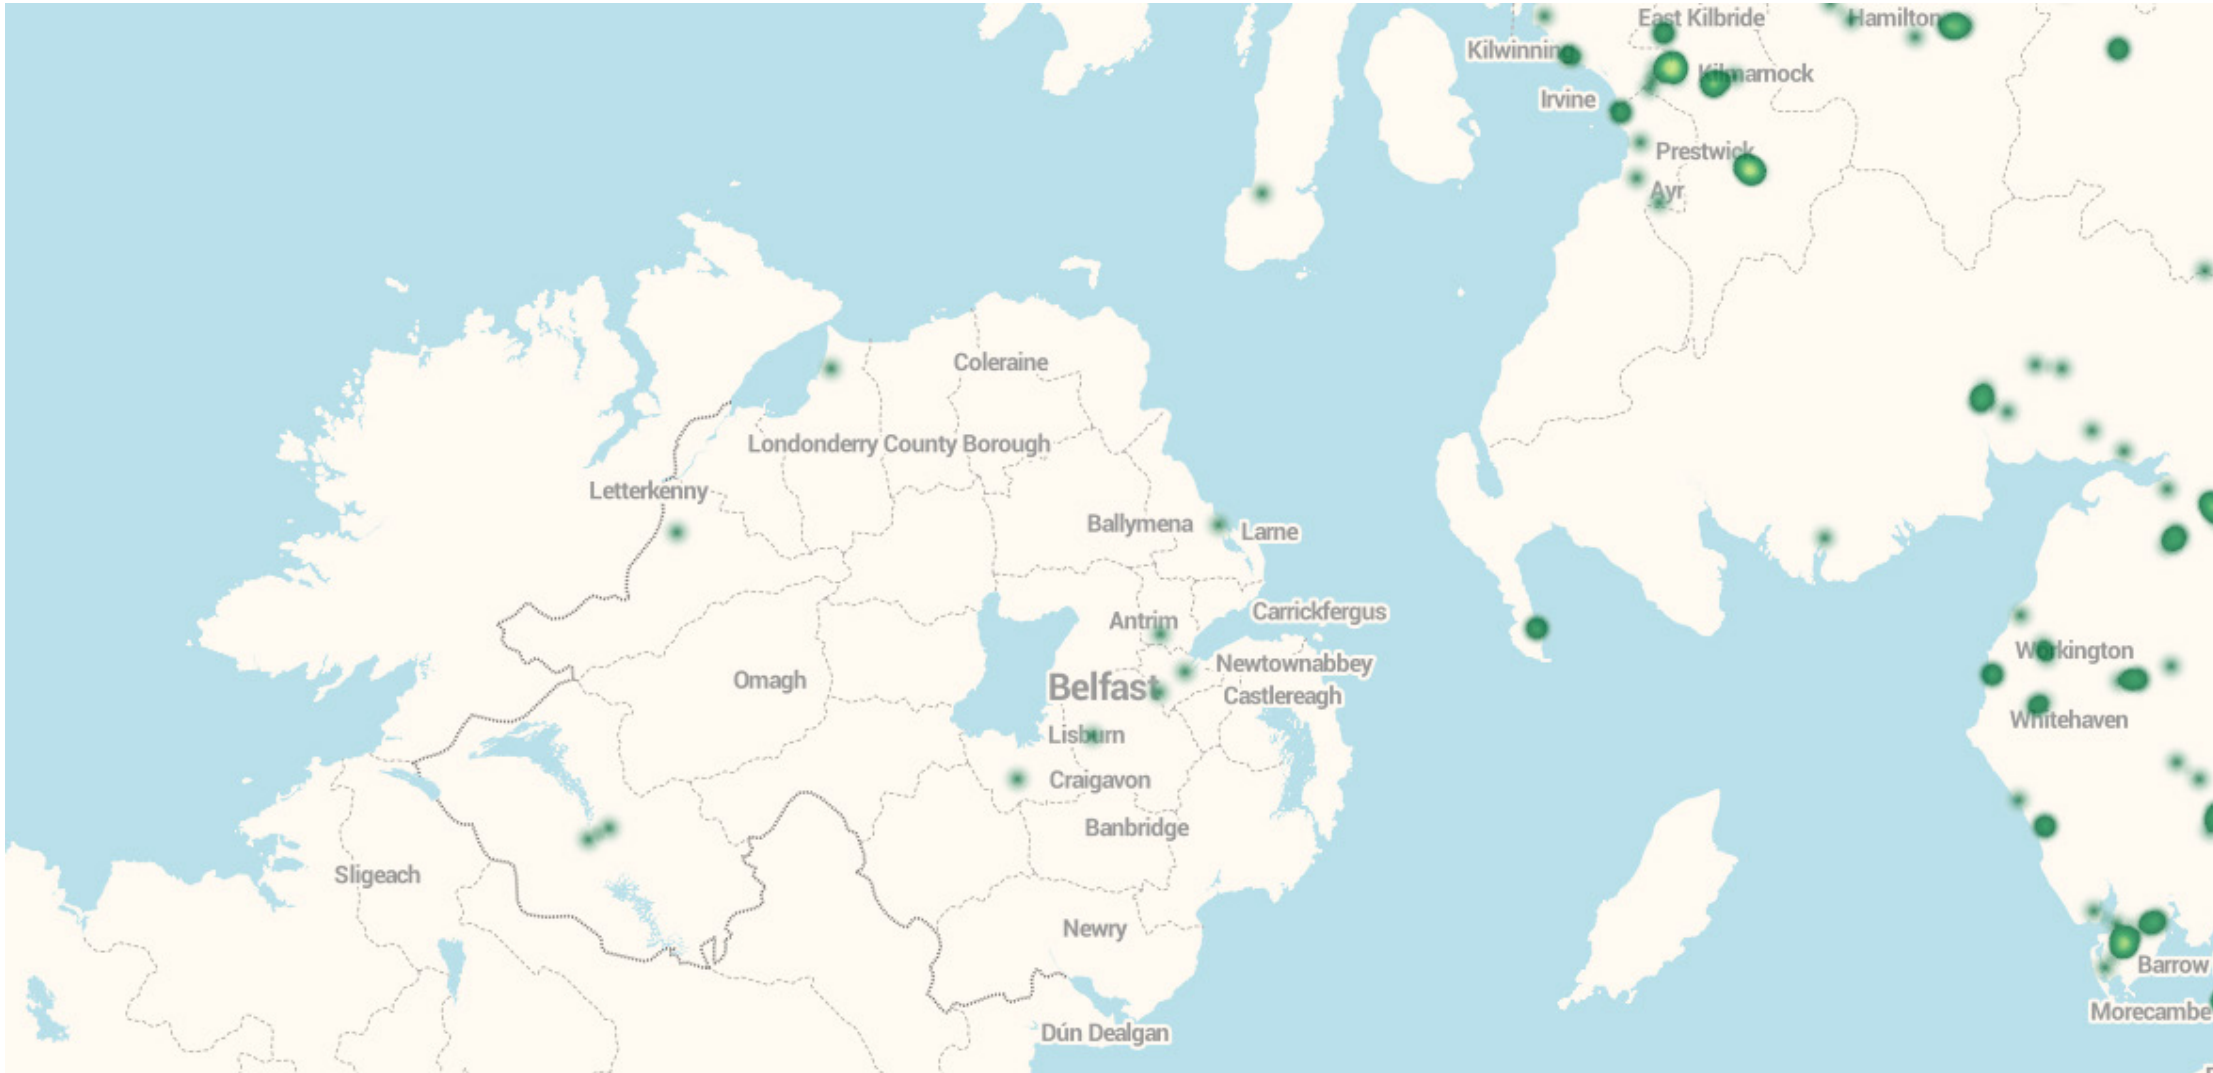 East Kilbride
Hamilton
Kilwinning
Kilmarnock
Irvine
Prestwick
Ayr
Coleraine
Londonderry County Borough
Letterkenny
Ballymena
Larne
Carrickfergus
Antrim
Workington
Newtownabbey
Omagh
Belfast
Castlereagh
Whitehaven
Lisburn
Craigavon
Banbridge
Sligeach
Newry
Barrow
Morecambe
Dún Dealgan